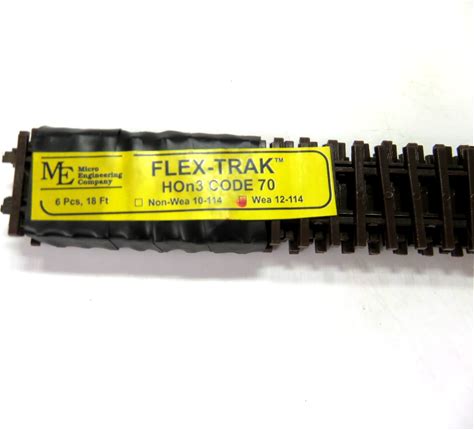 ME Micro Engineering Company
FLEX-TRAK™
HOn3 CODE 70
6 Pcs, 18 Ft
Non-Wea 10-114 Wea 12-114